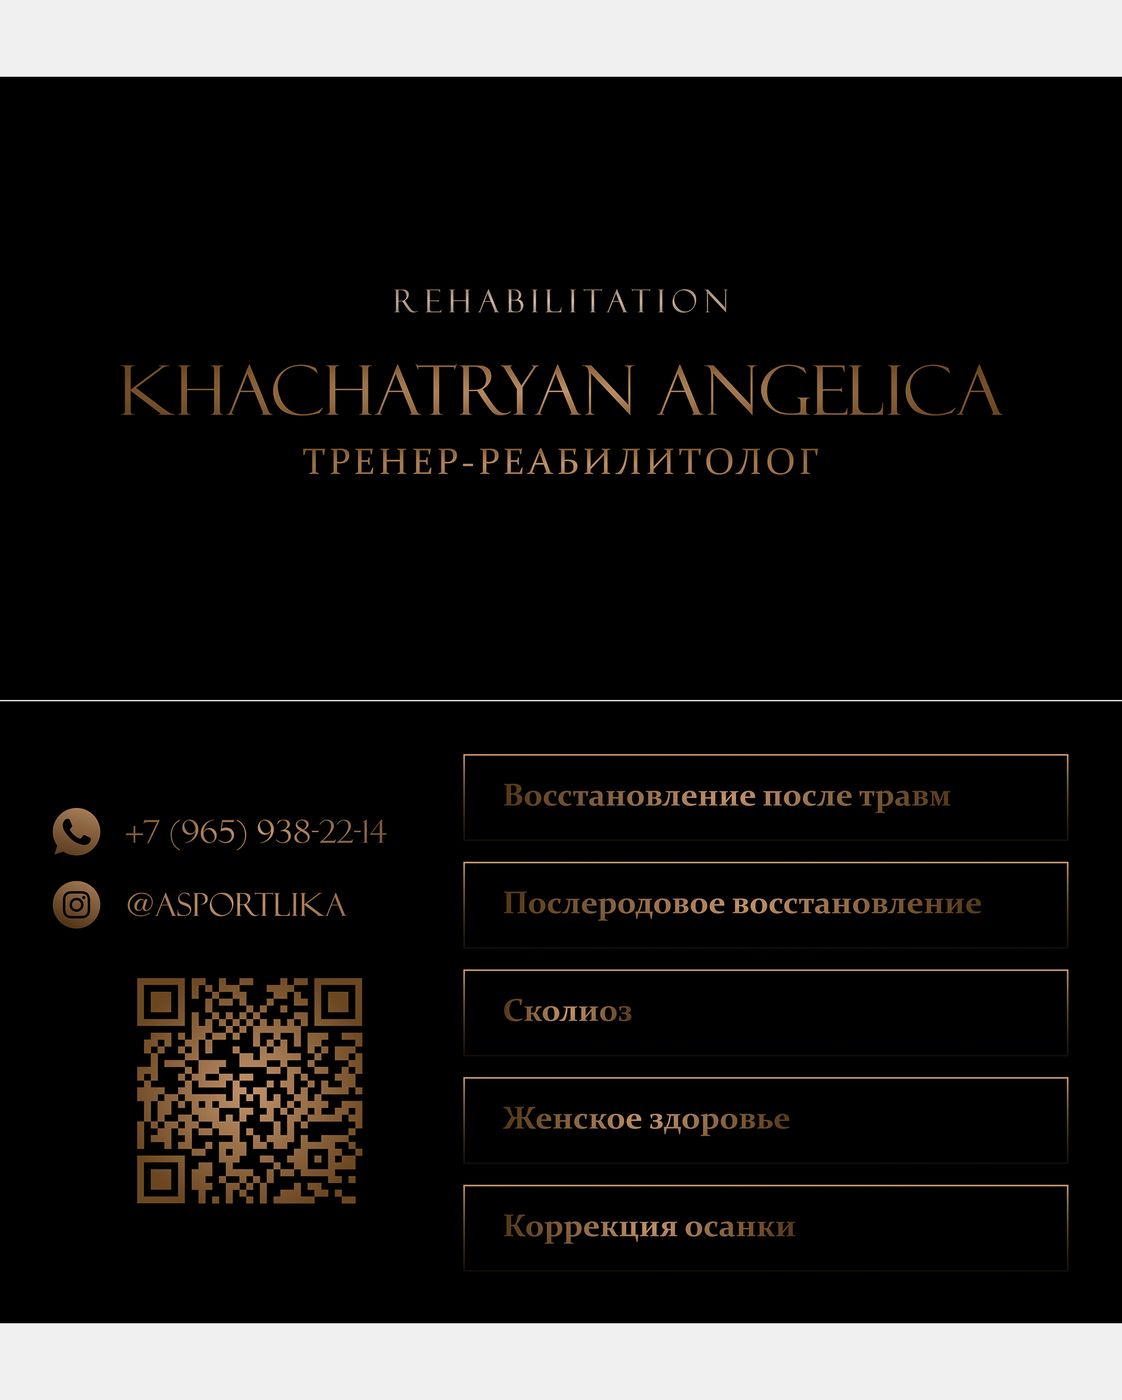 REHABILITATION
KHACHATRYAN ANGELICA
ТРЕНЕР-РЕАБИЛИТОЛОГ
+7 (965) 938-22-14
@ASPORTLIKA
Восстановление после травм
Послеродовое восстановление
Сколиоз
Женское здоровье
Коррекция осанки